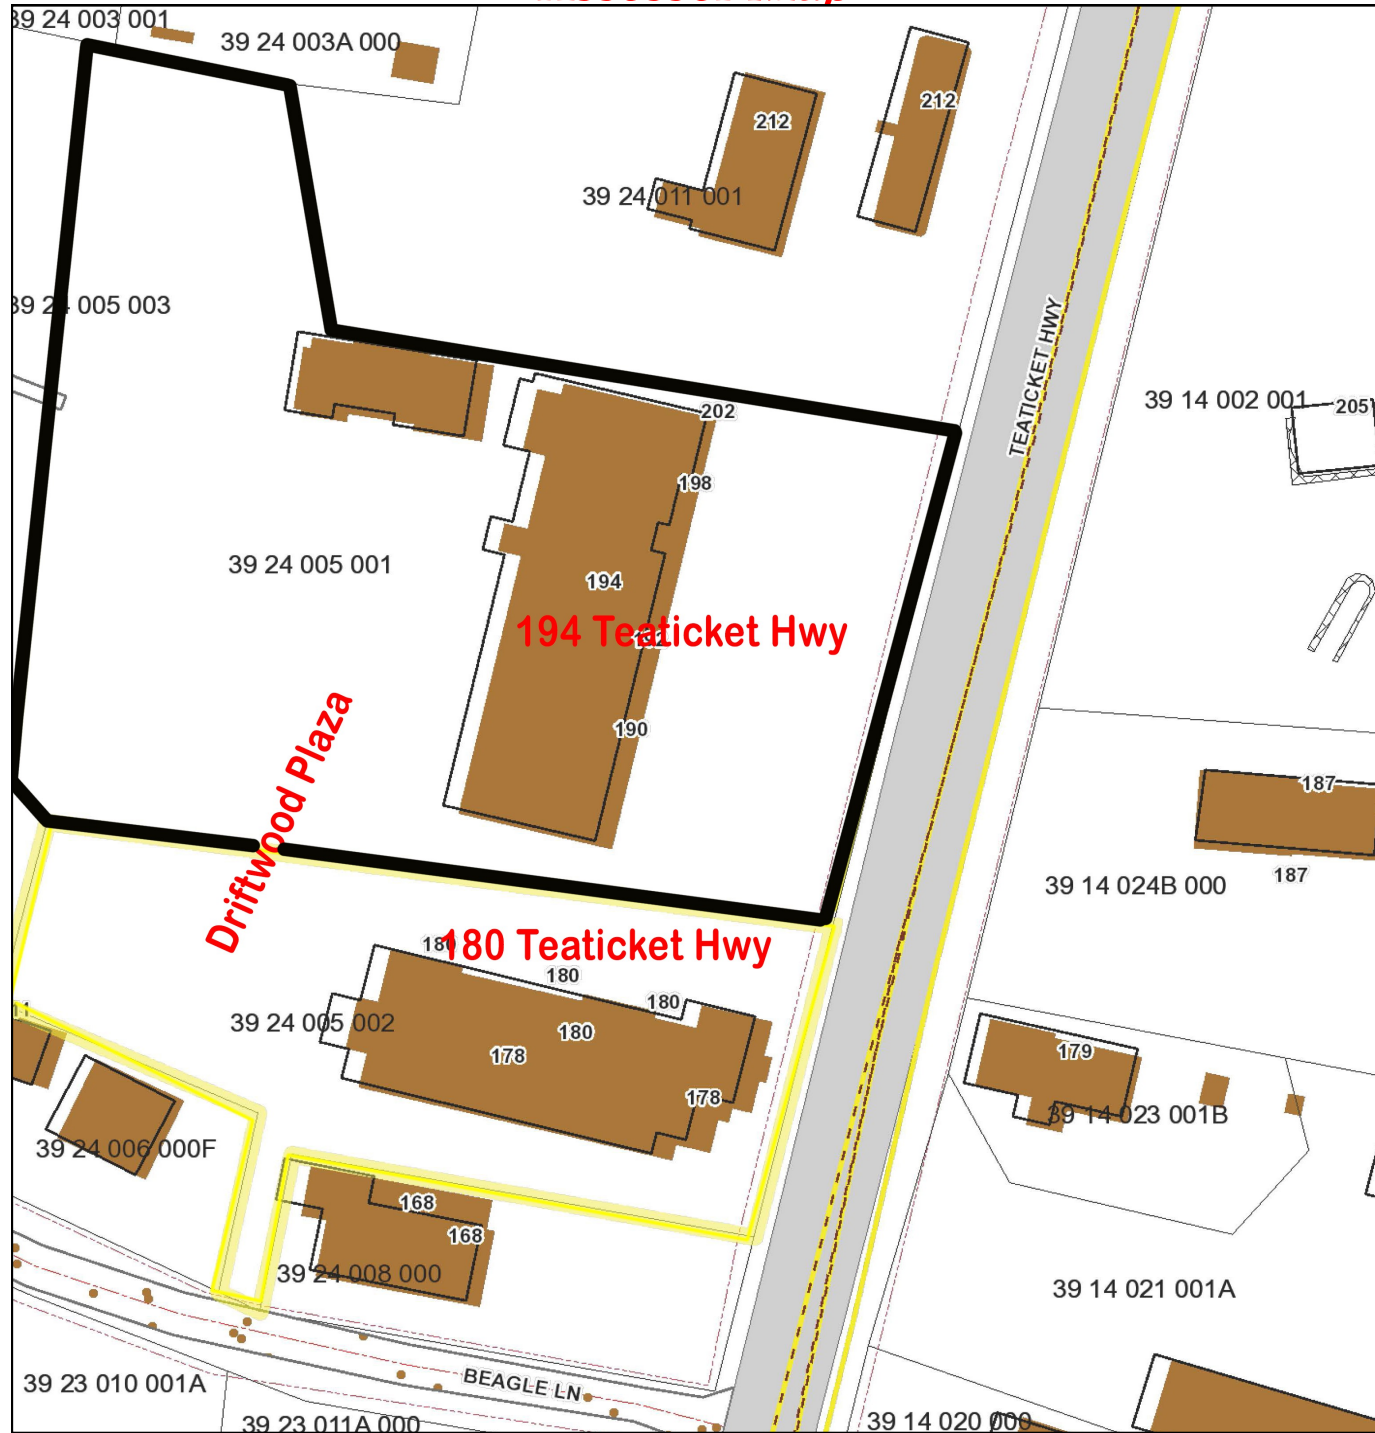 39 24 003 001
39 24 003A 000
212
212
39 24 011 001
39 24 005 003
TEATICKET HWY
39 14 002 001
205
202
198
39 24 005 001
194
194 Teaticket Hwy
192
190
Driftwood Plaza
187
187
39 14 024B 000
180 Teaticket Hwy
180
180
180
180
39 24 005 002
178
178
11
179
39 14 023 001B
39 24 006 000F
168
168
39 24 008 000
39 14 021 001A
BEAGLE LN
39 23 010 001A
39 23 011A 000
39 14 020 000